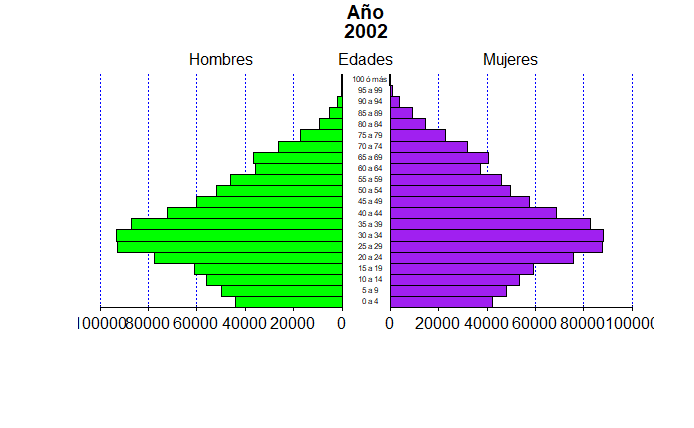 Año
2002
Hombres Edades Mujeres
100 ó más
95 a 99
90 a 94
85 a 89
80 a 84
75 a 79
70 a 74
65 a 69
60 a 64
55 a 59
50 a 54
45 a 49
40 a 44
35 a 39
30 a 34
25 a 29
20 a 24
15 a 19
10 a 14
5 a 9
0 a 4
100000 80000 60000 40000 20000 0 0 20000 40000 60000 80000 100000